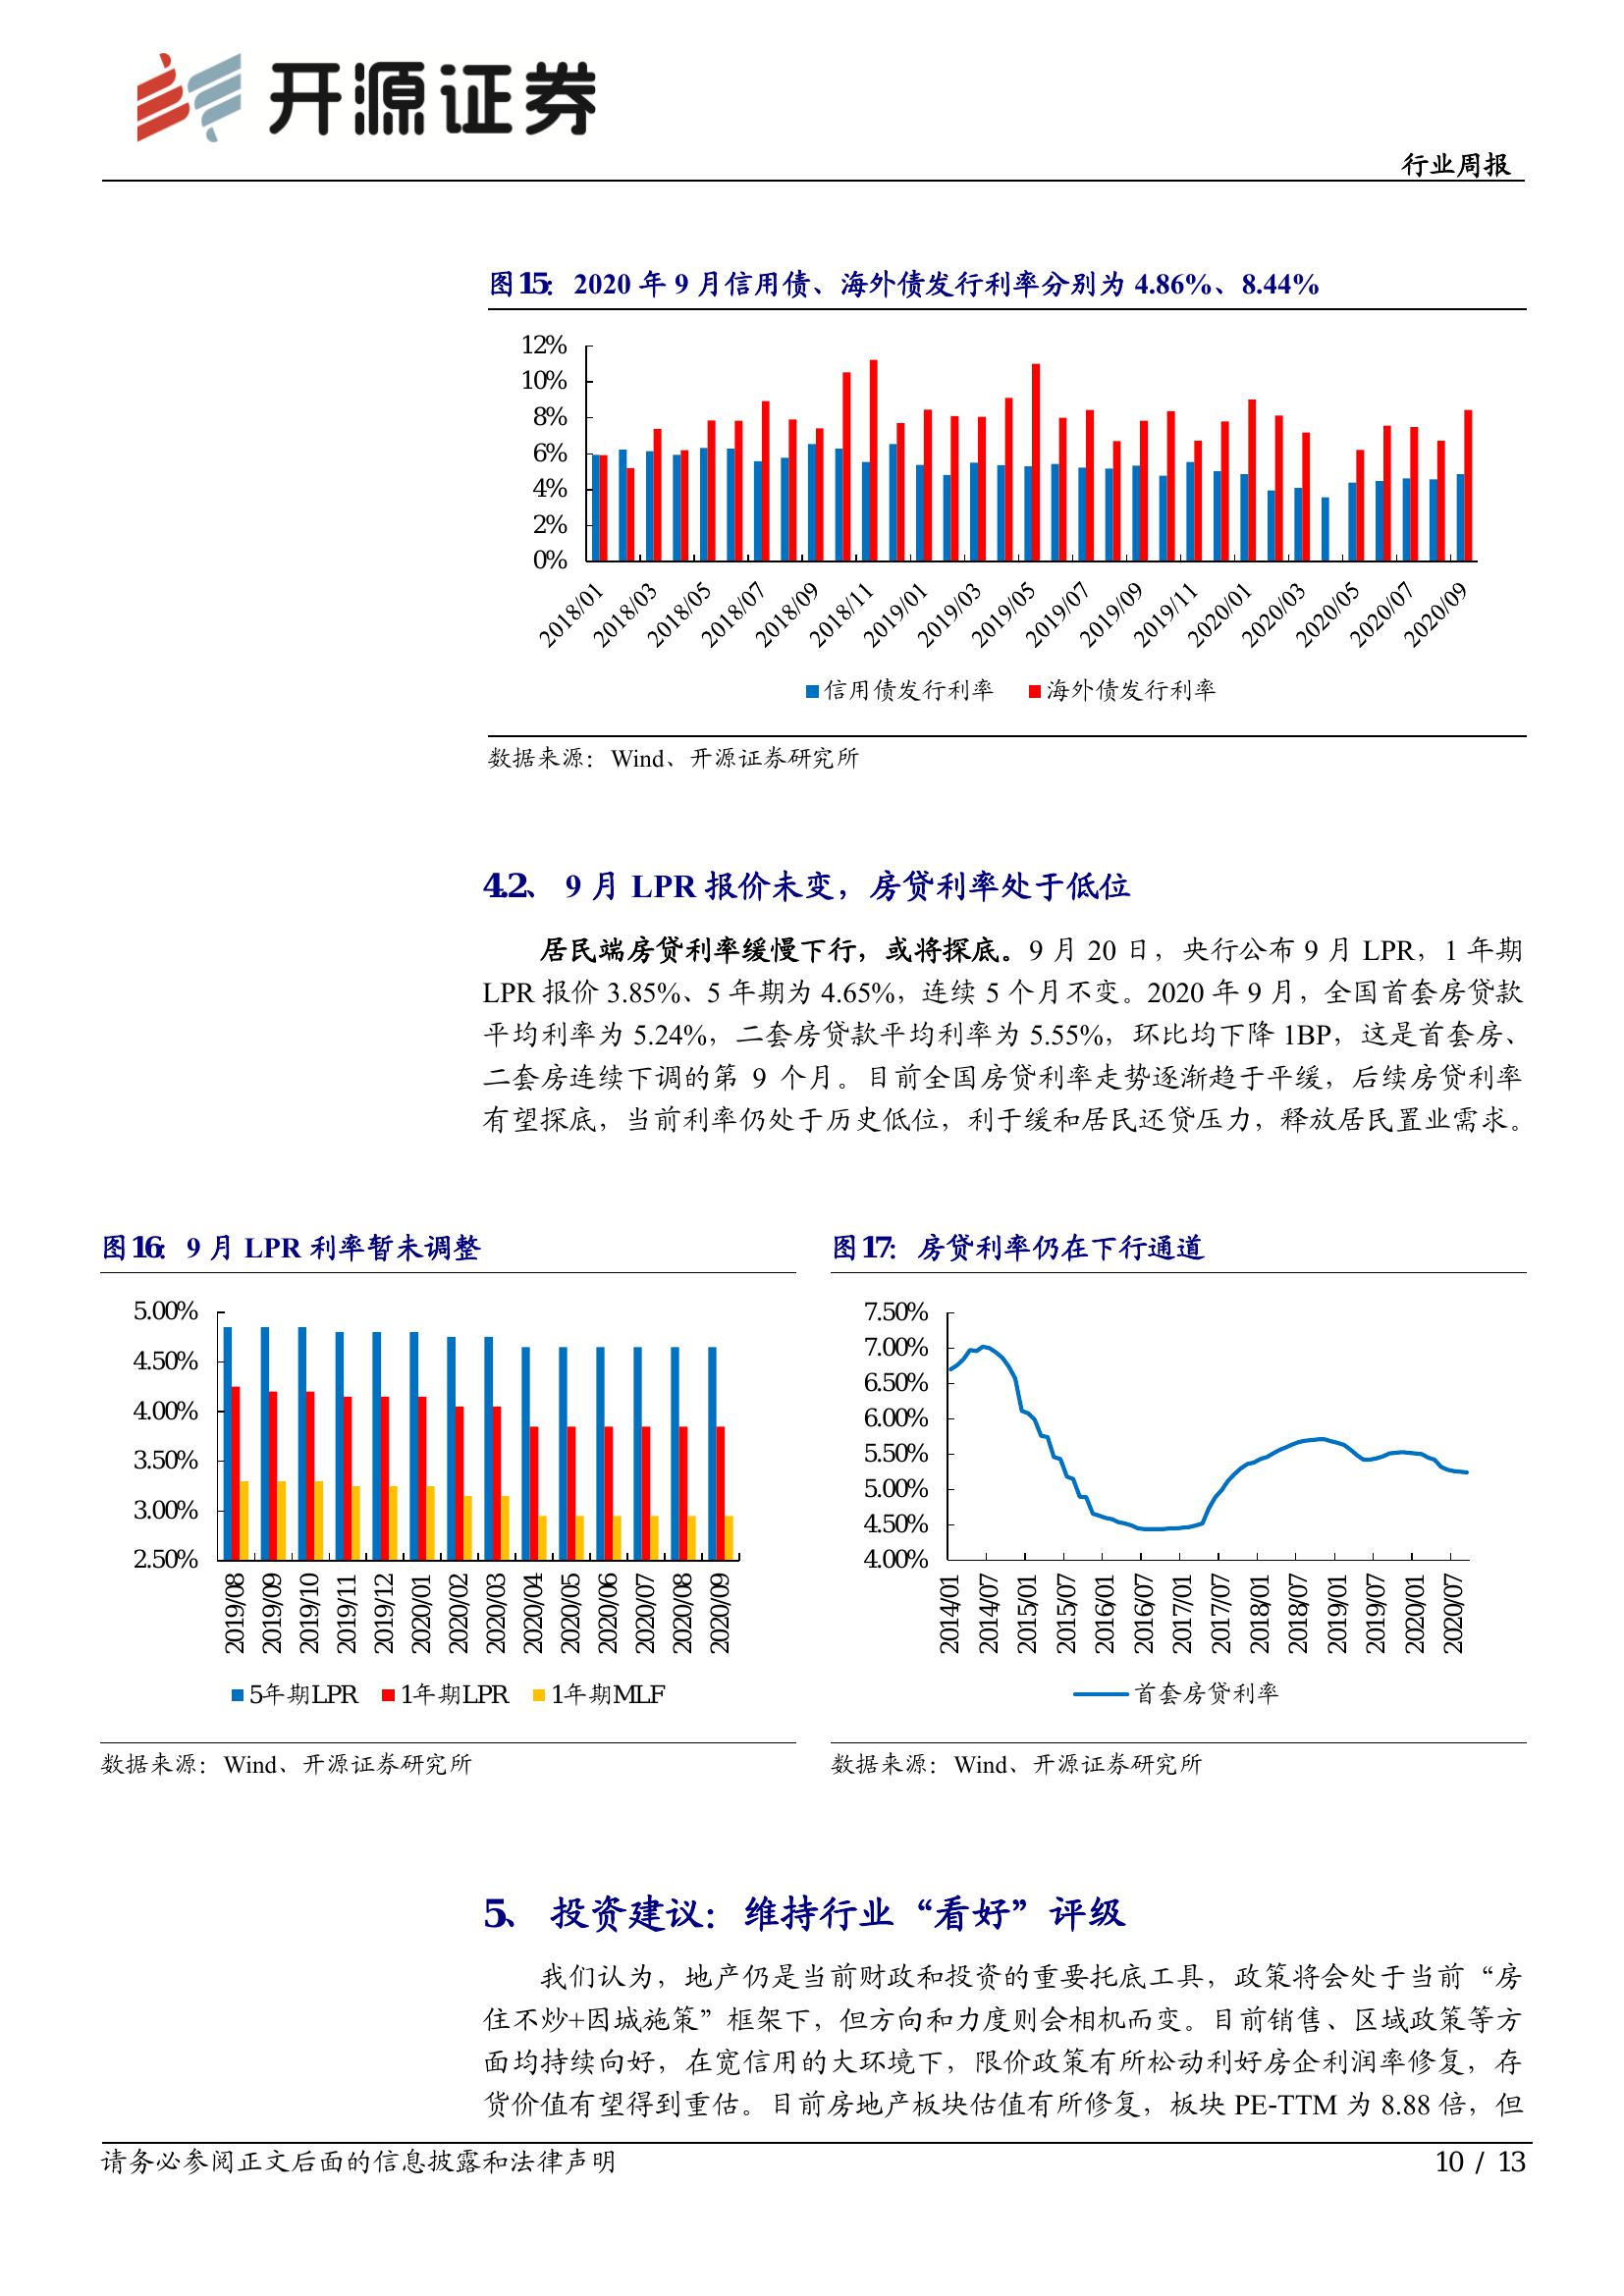 开源证券
行业周报
图15： 2020 年 9 月信用债、海外债发行利率分别为 4.86%、8.44%
12%
10%
8%
6%
4%
2%
0%
2018/01 2018/03 2018/05 2018/07 2018/09 2018/11 2019/01 2019/03 2019/05 2019/07 2019/09 2019/11 2020/01 2020/03 2020/05 2020/07 2020/09
信用债发行利率 海外债发行利率
数据来源：Wind、开源证券研究所
4.2、 9 月 LPR 报价未变，房贷利率处于低位
居民端房贷利率缓慢下行，或将探底。9 月 20 日，央行公布 9 月 LPR，1 年期
LPR 报价 3.85%、5 年期为 4.65%，连续 5 个月不变。2020 年 9 月，全国首套房贷款
平均利率为 5.24%，二套房贷款平均利率为 5.55%，环比均下降 1BP，这是首套房、
二套房连续下调的第 9 个月。目前全国房贷利率走势逐渐趋于平缓，后续房贷利率
有望探底，当前利率仍处于历史低位，利于缓和居民还贷压力，释放居民置业需求。
图16： 9 月 LPR 利率暂未调整
5.00%
4.50%
4.00%
3.50%
3.00%
2.50%
2019/08 2019/09 2019/10 2019/11 2019/12 2020/01 2020/02 2020/03 2020/04 2020/05 2020/06 2020/07 2020/08 2020/09
5年期LPR 1年期LPR 1年期MLF
数据来源：Wind、开源证券研究所
图17： 房贷利率仍在下行通道
7.50%
7.00%
6.50%
6.00%
5.50%
5.00%
4.50%
4.00%
2014/01 2014/07 2015/01 2015/07 2016/01 2016/07 2017/01 2017/07 2018/01 2018/07 2019/01 2019/07 2020/01 2020/07
首套房贷利率
数据来源：Wind、开源证券研究所
5、 投资建议：维持行业“看好”评级
我们认为，地产仍是当前财政和投资的重要托底工具，政策将会处于当前“房
住不炒+因城施策”框架下，但方向和力度则会相机而变。目前销售、区域政策等方
面均持续向好，在宽信用的大环境下，限价政策有所松动利好房企利润率修复，存
货价值有望得到重估。目前房地产板块估值有所修复，板块 PE-TTM 为 8.88 倍，但
请务必参阅正文后面的信息披露和法律声明
10 / 13